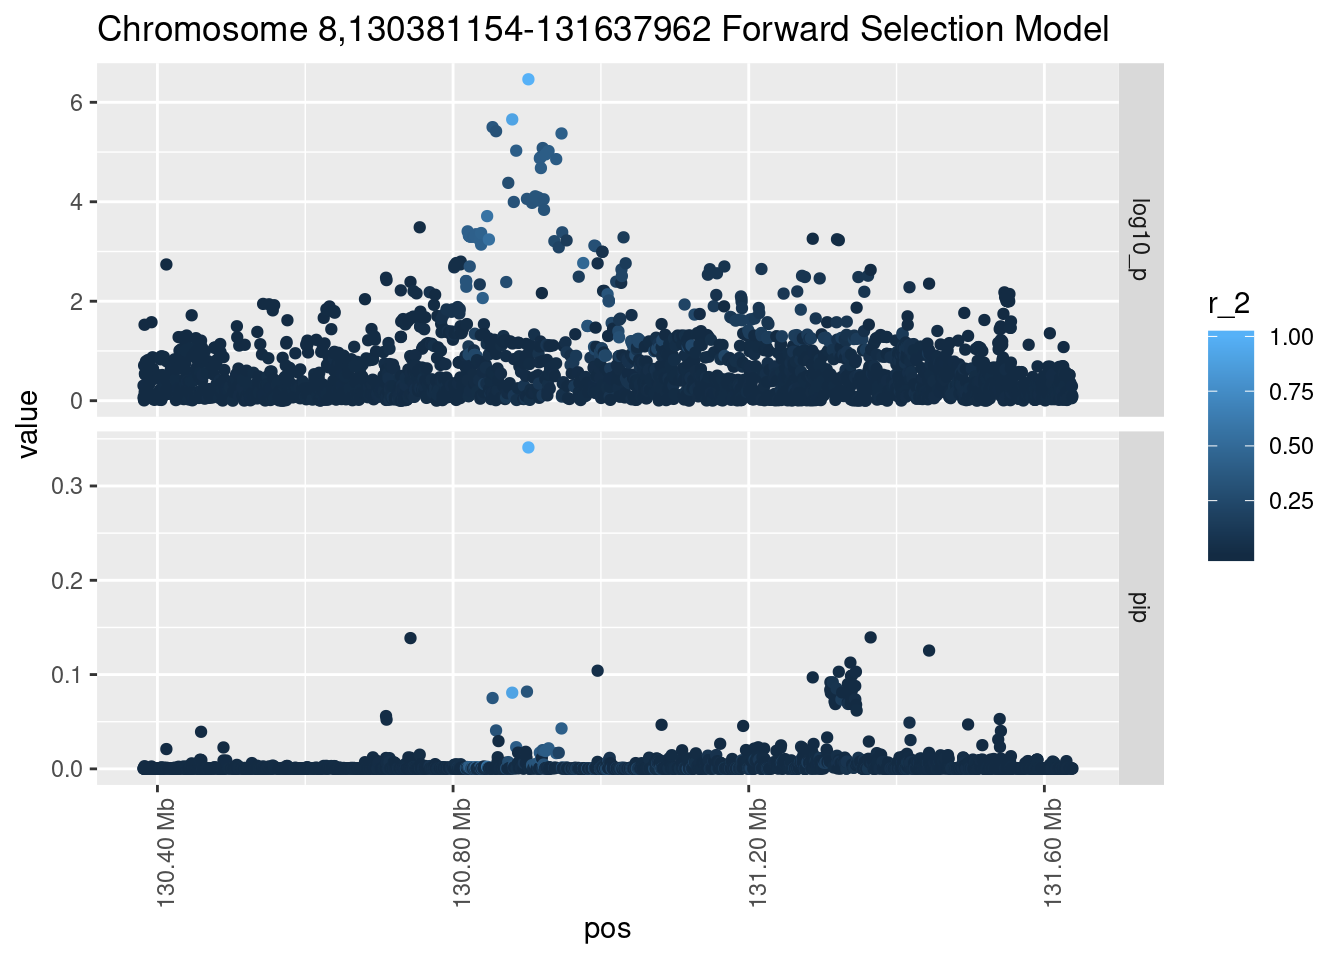 Chromosome 8,130381154-131637962 Forward Selection Model
value
6
4
2
0
log10_p
0.3
0.2
0.1
0.0
pip
130.40 Mb
130.80 Mb
131.20 Mb
131.60 Mb
pos
r_2
1.00
0.75
0.50
0.25